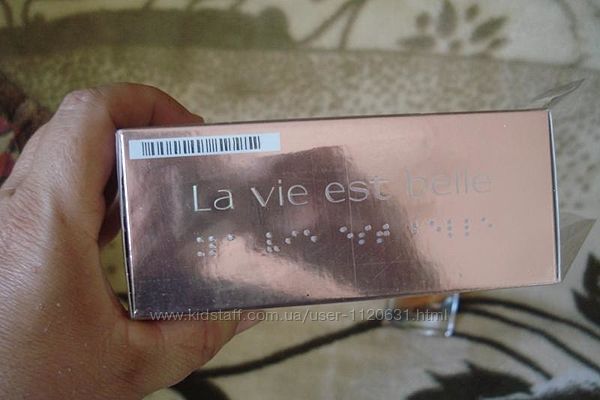 La vie est belle
www.kidstaff.com.ua/user-1120631.html